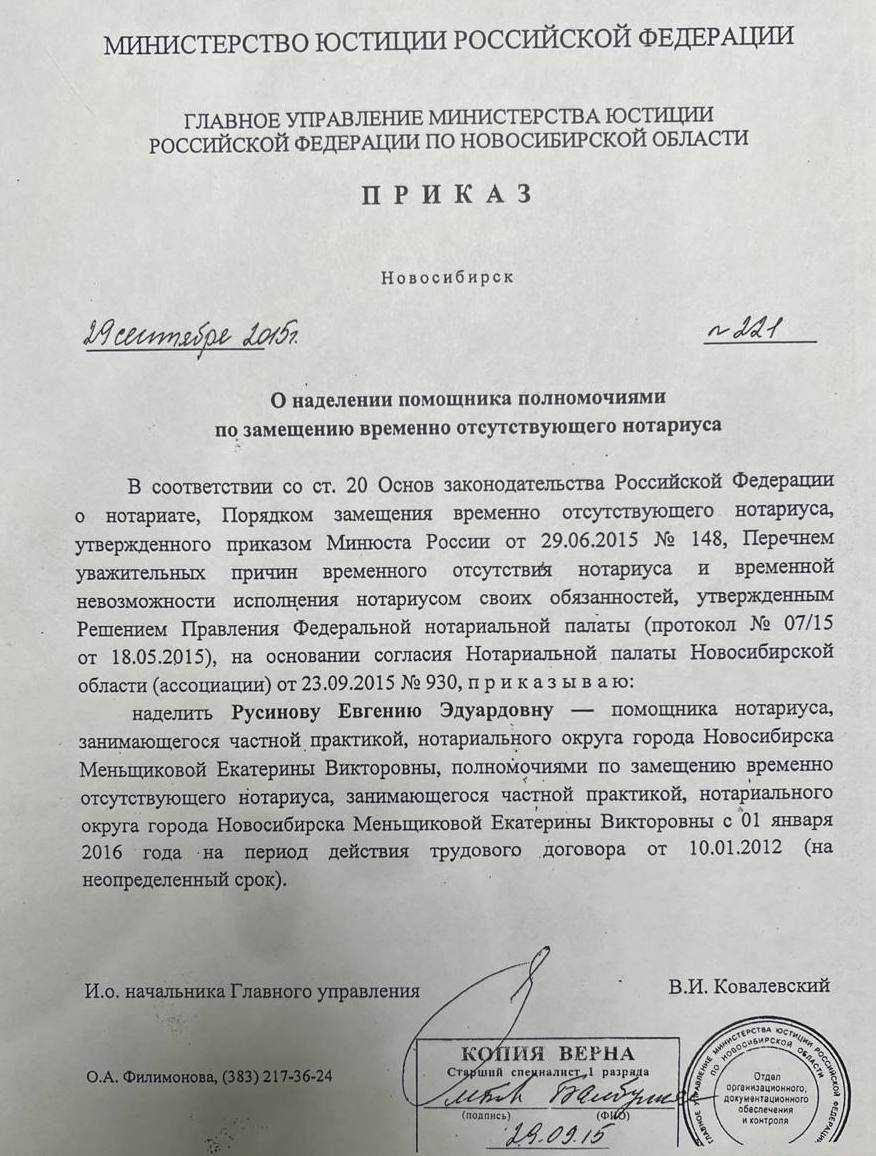 МИНИСТЕРСТВО ЮСТИЦИИ РОССИЙСКОЙ ФЕДЕРАЦИИ
ГЛАВНОЕ УПРАВЛЕНИЕ МИНИСТЕРСТВА ЮСТИЦИИ
РОССИЙСКОЙ ФЕДЕРАЦИИ ПО НОВОСИБИРСКОЙ ОБЛАСТИ
П Р И К А З
Новосибирск
29 сентября 2015г.
№ 221
О наделении помощника полномочиями
по замещению временно отсутствующего нотариуса
В соответствии со ст. 20 Основ законодательства Российской Федерации
о нотариате, Порядком замещения временно отсутствующего нотариуса,
утвержденного приказом Минюста России от 29.06.2015 № 148, Перечнем
уважительных причин временного отсутствия нотариуса и временной
невозможности исполнения нотариусом своих обязанностей, утвержденным
Решением Правления Федеральной нотариальной палаты (протокол № 07/15
от 18.05.2015), на основании согласия Нотариальной палаты Новосибирской
области (ассоциации) от 23.09.2015 № 930, п р и к а з ы в а ю:
наделить Русинову Евгению Эдуардовну — помощника нотариуса,
занимающегося частной практикой, нотариального округа города Новосибирска
Меньщиковой Екатерины Викторовны, полномочиями по замещению временно
отсутствующего нотариуса, занимающегося частной практикой, нотариального
округа города Новосибирска Меньщиковой Екатерины Викторовны с 01 января
2016 года на период действия трудового договора от 10.01.2012 (на
неопределенный срок).
И.о. начальника Главного управления
В.И. Ковалевский
О.А. Филимонова, (383) 217-36-24
КОПИЯ ВЕРНА
Старший специалист 1 разряда
(подпись) (ФИО)
29.09.15
ГЛАВНОЕ УПРАВЛЕНИЕ МИНИСТЕРСТВА ЮСТИЦИИ РОССИЙСКОЙ ФЕДЕРАЦИИ
ПО НОВОСИБИРСКОЙ ОБЛАСТИ
Отдел
организационного,
документационного
обеспечения
и контроля